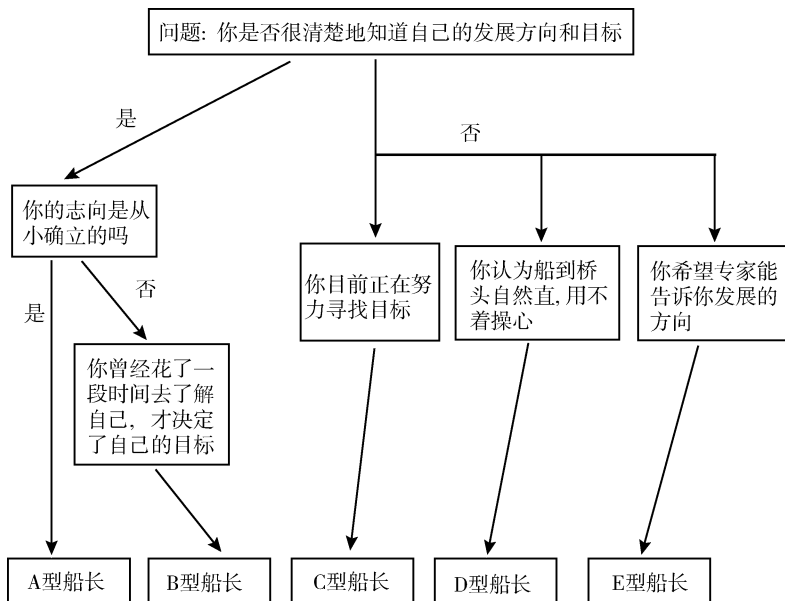 问题: 你是否很清楚地知道自己的发展方向和目标
是
否
你的志向是从
小确立的吗
是
否
你目前正在努
力寻找目标
你认为船到桥
头自然直, 用不
着操心
你希望专家能
告诉你发展的
方向
你曾经花了一
段时间去了解
自己, 才决定
了自己的目标
A型船长
B型船长
C型船长
D型船长
E型船长